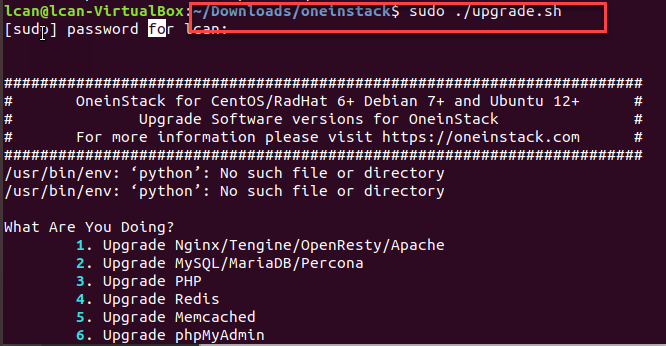 lcan@lcan-VirtualBox:~/Downloads/oneinstack$ sudo ./upgrade.sh
[sudo] password for lcan:
#######################################################################
#       OneinStack for CentOS/RadHat 6+ Debian 7+ and Ubuntu 12+      #
#              Upgrade Software versions for OneinStack               #
#       For more information please visit https://oneinstack.com      #
#######################################################################
/usr/bin/env: ‘python’: No such file or directory
/usr/bin/env: ‘python’: No such file or directory
What Are You Doing?
1. Upgrade Nginx/Tengine/OpenResty/Apache
2. Upgrade MySQL/MariaDB/Percona
3. Upgrade PHP
4. Upgrade Redis
5. Upgrade Memcached
6. Upgrade phpMyAdmin